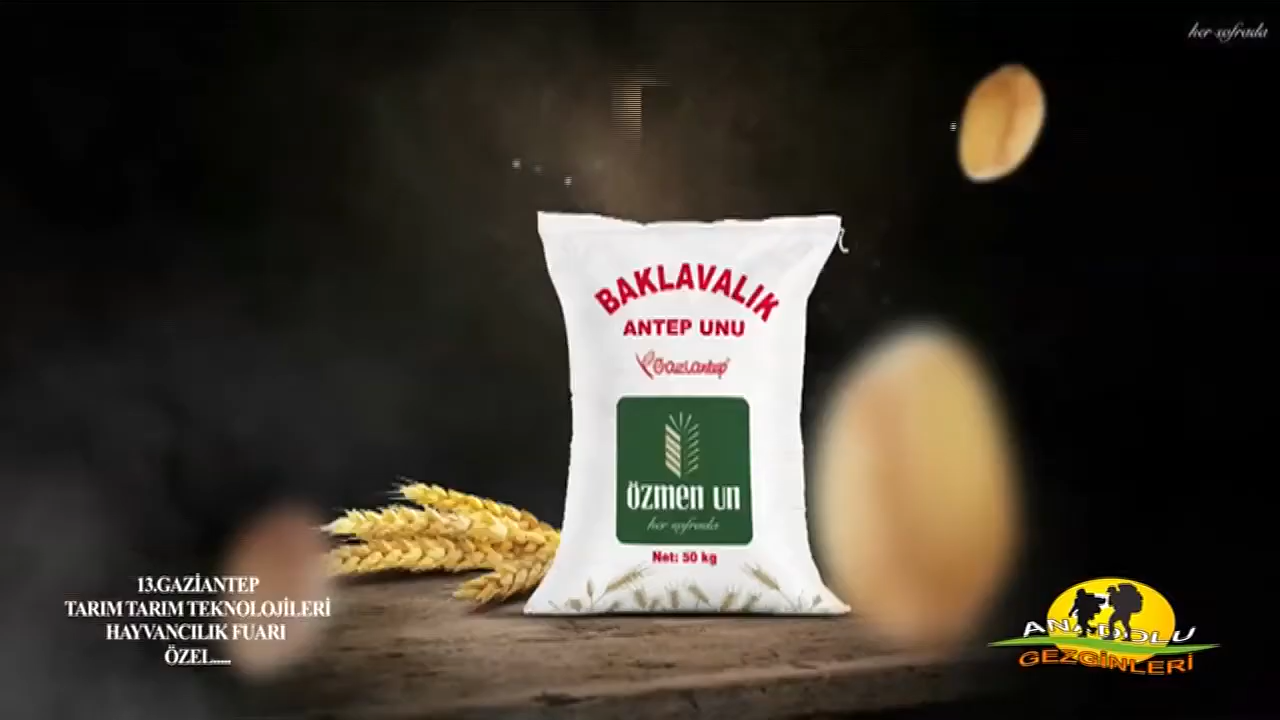 her sofrada
BAKLAVALIK
ANTEP UNU
Gaziantep
özmen un
her sofrada
Net: 50 kg
13.GAZİANTEP
TARIM TARIM TEKNOLOJİLERİ
HAYVANCILIK FUARI
ÖZEL.....
ANADOLU
GEZGİNLERİ